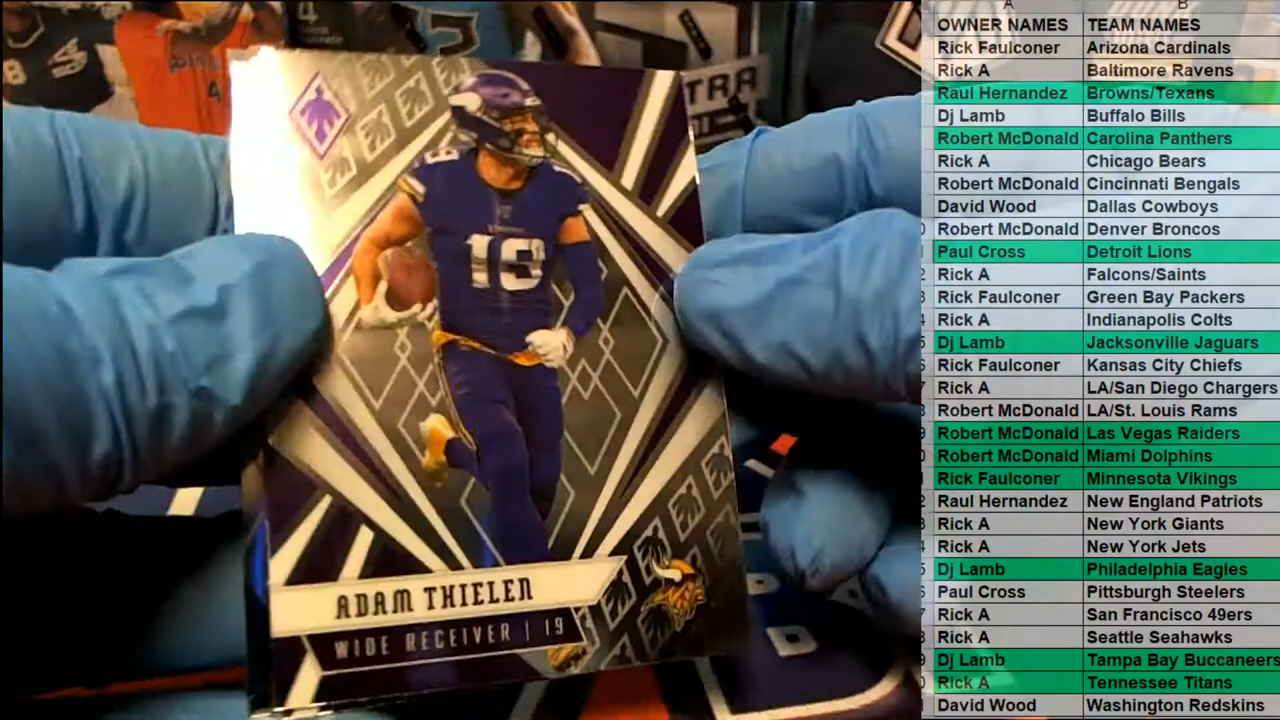 ADAM THIELEN
WIDE RECEIVER | 19
19
TRA
4
A B
OWNER NAMES TEAM NAMES
Rick Faulconer Arizona Cardinals
Rick A Baltimore Ravens
Raul Hernandez Browns/Texans
Dj Lamb Buffalo Bills
Robert McDonald Carolina Panthers
Rick A Chicago Bears
Robert McDonald Cincinnati Bengals
David Wood Dallas Cowboys
Robert McDonald Denver Broncos
Paul Cross Detroit Lions
Rick A Falcons/Saints
Rick Faulconer Green Bay Packers
Rick A Indianapolis Colts
Dj Lamb Jacksonville Jaguars
Rick Faulconer Kansas City Chiefs
Rick A LA/San Diego Chargers
Robert McDonald LA/St. Louis Rams
Robert McDonald Las Vegas Raiders
Robert McDonald Miami Dolphins
Rick Faulconer Minnesota Vikings
Raul Hernandez New England Patriots
Rick A New York Giants
Rick A New York Jets
Dj Lamb Philadelphia Eagles
Paul Cross Pittsburgh Steelers
Rick A San Francisco 49ers
Rick A Seattle Seahawks
Dj Lamb Tampa Bay Buccaneers
Rick A Tennessee Titans
David Wood Washington Redskins